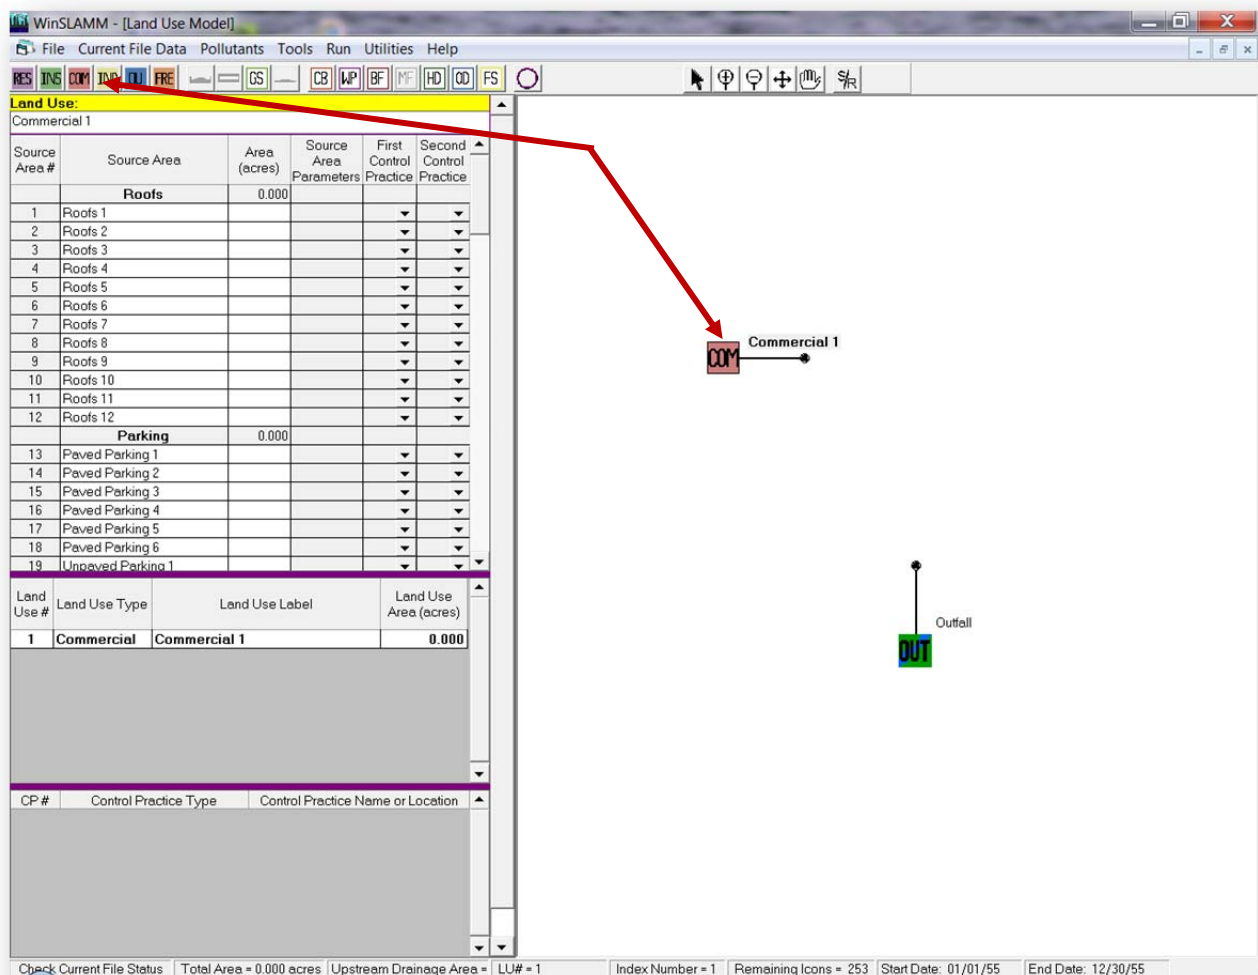 WinSLAMM - [Land Use Model]
File Current File Data Pollutants Tools Run Utilities Help
RES INS COM IND OU FRE GS CB WP BF MF HD OD FS S/R
Land Use:
Commercial 1
Source Area # Source Area Area (acres) Source Area Parameters First Control Practice Second Control Practice
Roofs 0.000
1 Roofs 1
2 Roofs 2
3 Roofs 3
4 Roofs 4
5 Roofs 5
6 Roofs 6
7 Roofs 7
8 Roofs 8
9 Roofs 9
10 Roofs 10
11 Roofs 11
12 Roofs 12
Parking 0.000
13 Paved Parking 1
14 Paved Parking 2
15 Paved Parking 3
16 Paved Parking 4
17 Paved Parking 5
18 Paved Parking 6
19 Unpaved Parking 1
Land Use # Land Use Type Land Use Label Land Use Area (acres)
1 Commercial Commercial 1 0.000
CP # Control Practice Type Control Practice Name or Location
COM Commercial 1
Outfall
OUT
Check Current File Status Total Area = 0.000 acres Upstream Drainage Area = LU# = 1 Index Number = 1 Remaining Icons = 253 Start Date: 01/01/55 End Date: 12/30/55